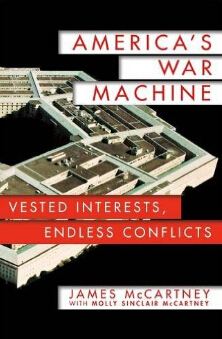 AMERICA'S
WAR
MACHINE
VESTED INTERESTS,
ENDLESS CONFLICTS
JAMES McCARTNEY
WITH MOLLY SINCLAIR McCARTNEY